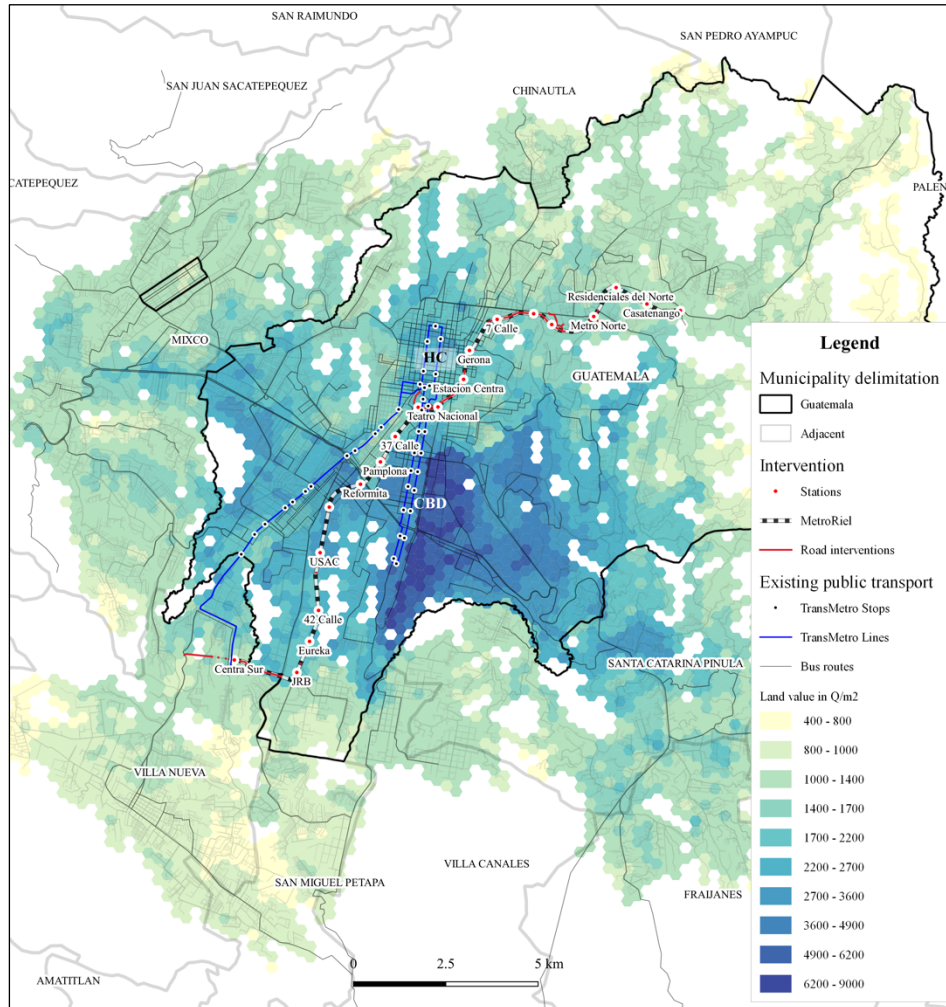 SAN RAIMUNDO
SAN PEDRO AYAMPUC
SAN JUAN SACATEPEQUEZ
CHINAUTLA
CATEPEQUEZ
PALEN
Residenciales del Norte
Casatenango
7 Calle
Metro Norte
MIXCO
HC
Gerona
GUATEMALA
Estacion Centra
Teatro Nacional
37 Calle
Pamplona
Reformita
CBD
USAC
42 Calle
Eureka
Centra Sur
JRB
SANTA CATARINA PINULA
VILLA NUEVA
VILLA CANALES
SAN MIGUEL PETAPA
FRAIJANES
AMATITLAN
0 2.5 5 km
Legend
Municipality delimitation
Guatemala
Adjacent
Intervention
Stations
MetroRiel
Road interventions
Existing public transport
TransMetro Stops
TransMetro Lines
Bus routes
Land value in Q/m2
400 - 800
800 - 1000
1000 - 1400
1400 - 1700
1700 - 2200
2200 - 2700
2700 - 3600
3600 - 4900
4900 - 6200
6200 - 9000